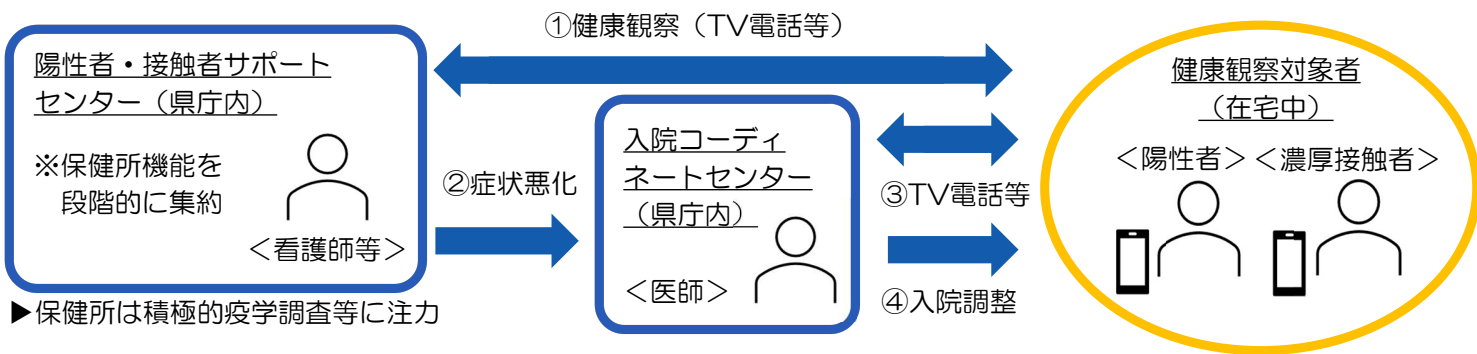 ①健康観察（TV電話等）
陽性者・接触者サポート
センター（県庁内）
※保健所機能を
段階的に集約
＜看護師等＞
▶保健所は積極的疫学調査等に注力
②症状悪化
入院コーディ
ネートセンター
（県庁内）
＜医師＞
③TV電話等
④入院調整
健康観察対象者
（在宅中）
＜陽性者＞＜濃厚接触者＞